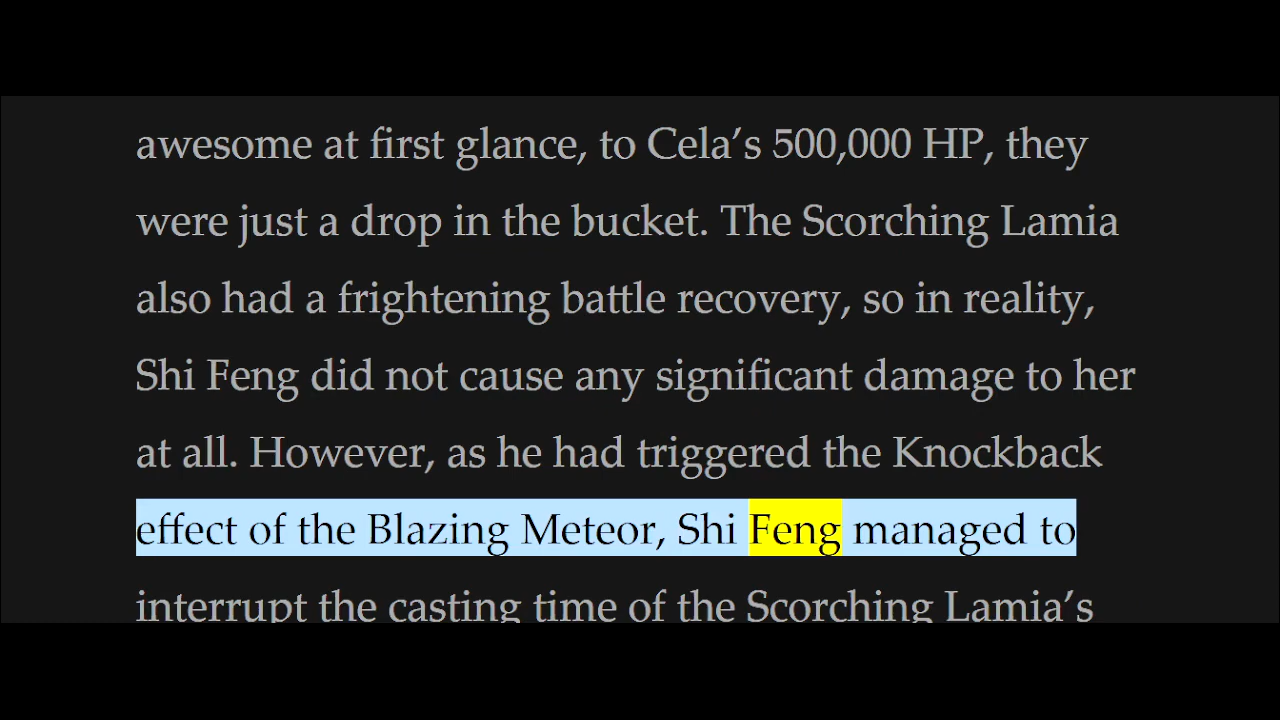 awesome at first glance, to Cela’s 500,000 HP, they
were just a drop in the bucket. The Scorching Lamia
also had a frightening battle recovery, so in reality,
Shi Feng did not cause any significant damage to her
at all. However, as he had triggered the Knockback
effect of the Blazing Meteor, Shi Feng managed to
interrupt the casting time of the Scorching Lamia’s